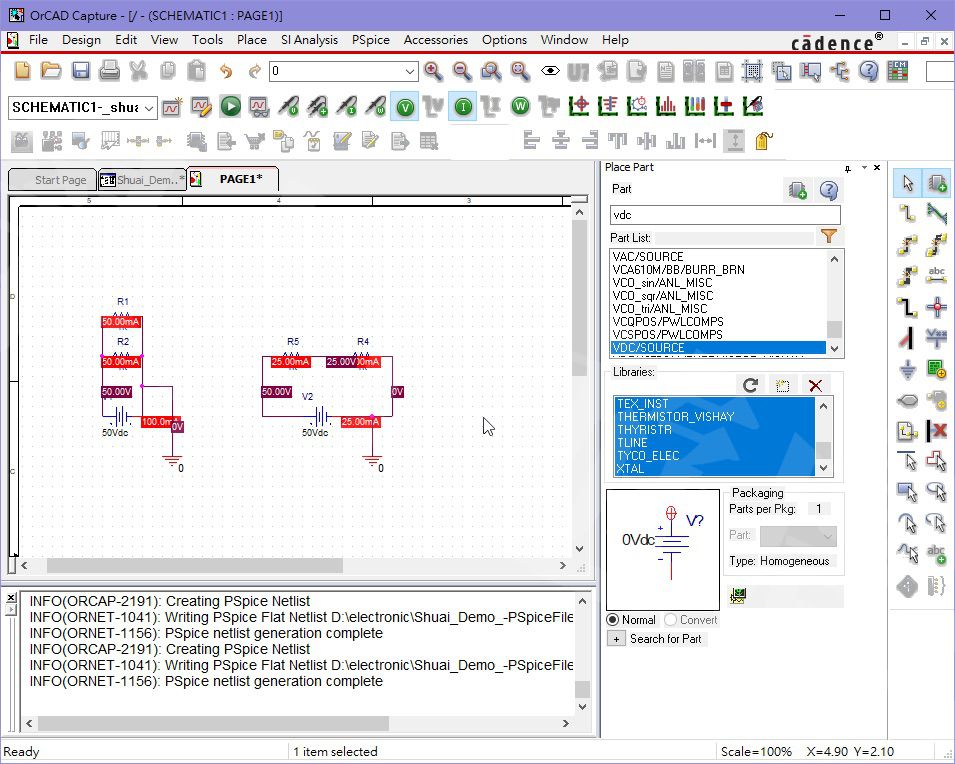 OrCAD Capture - [/ - (SCHEMATIC1 : PAGE1)]
File Design Edit View Tools Place SI Analysis PSpice Accessories Options Window Help
cādence®
0
SCHEMATIC1-_shua
V I W
Start Page Shuai_Dem..* PAGE1*
5 4 3
D
C
R1
50.00mA
R2
50.00mA
50.00V
100.0m
0V
50Vdc
0
R5 R4
25.00mA 25.00V 00mA
50.00V 0V
V2
25.00mA
50Vdc
0
Place Part
Part
vdc
Part List:
VAC/SOURCE
VCA610M/BB/BURR_BRN
VCO_sin/ANL_MISC
VCO_sqr/ANL_MISC
VCO_tri/ANL_MISC
VCQPOS/PWLCOMPS
VCSPOS/PWLCOMPS
VDC/SOURCE
Libraries:
TEX_INST
THERMISTOR_VISHAY
THYRISTR
TLINE
TYCO_ELEC
XTAL
V?
0Vdc
Packaging
Parts per Pkg: 1
Part:
Type: Homogeneous
Normal Convert
+ Search for Part
abc
abc
INFO(ORCAP-2191): Creating PSpice Netlist
INFO(ORNET-1041): Writing PSpice Flat Netlist D:\electronic\Shuai_Demo_-PSpiceFile
INFO(ORNET-1156): PSpice netlist generation complete
INFO(ORCAP-2191): Creating PSpice Netlist
INFO(ORNET-1041): Writing PSpice Flat Netlist D:\electronic\Shuai_Demo_-PSpiceFile
INFO(ORNET-1156): PSpice netlist generation complete
Ready 1 item selected Scale=100% X=4.90 Y=2.10